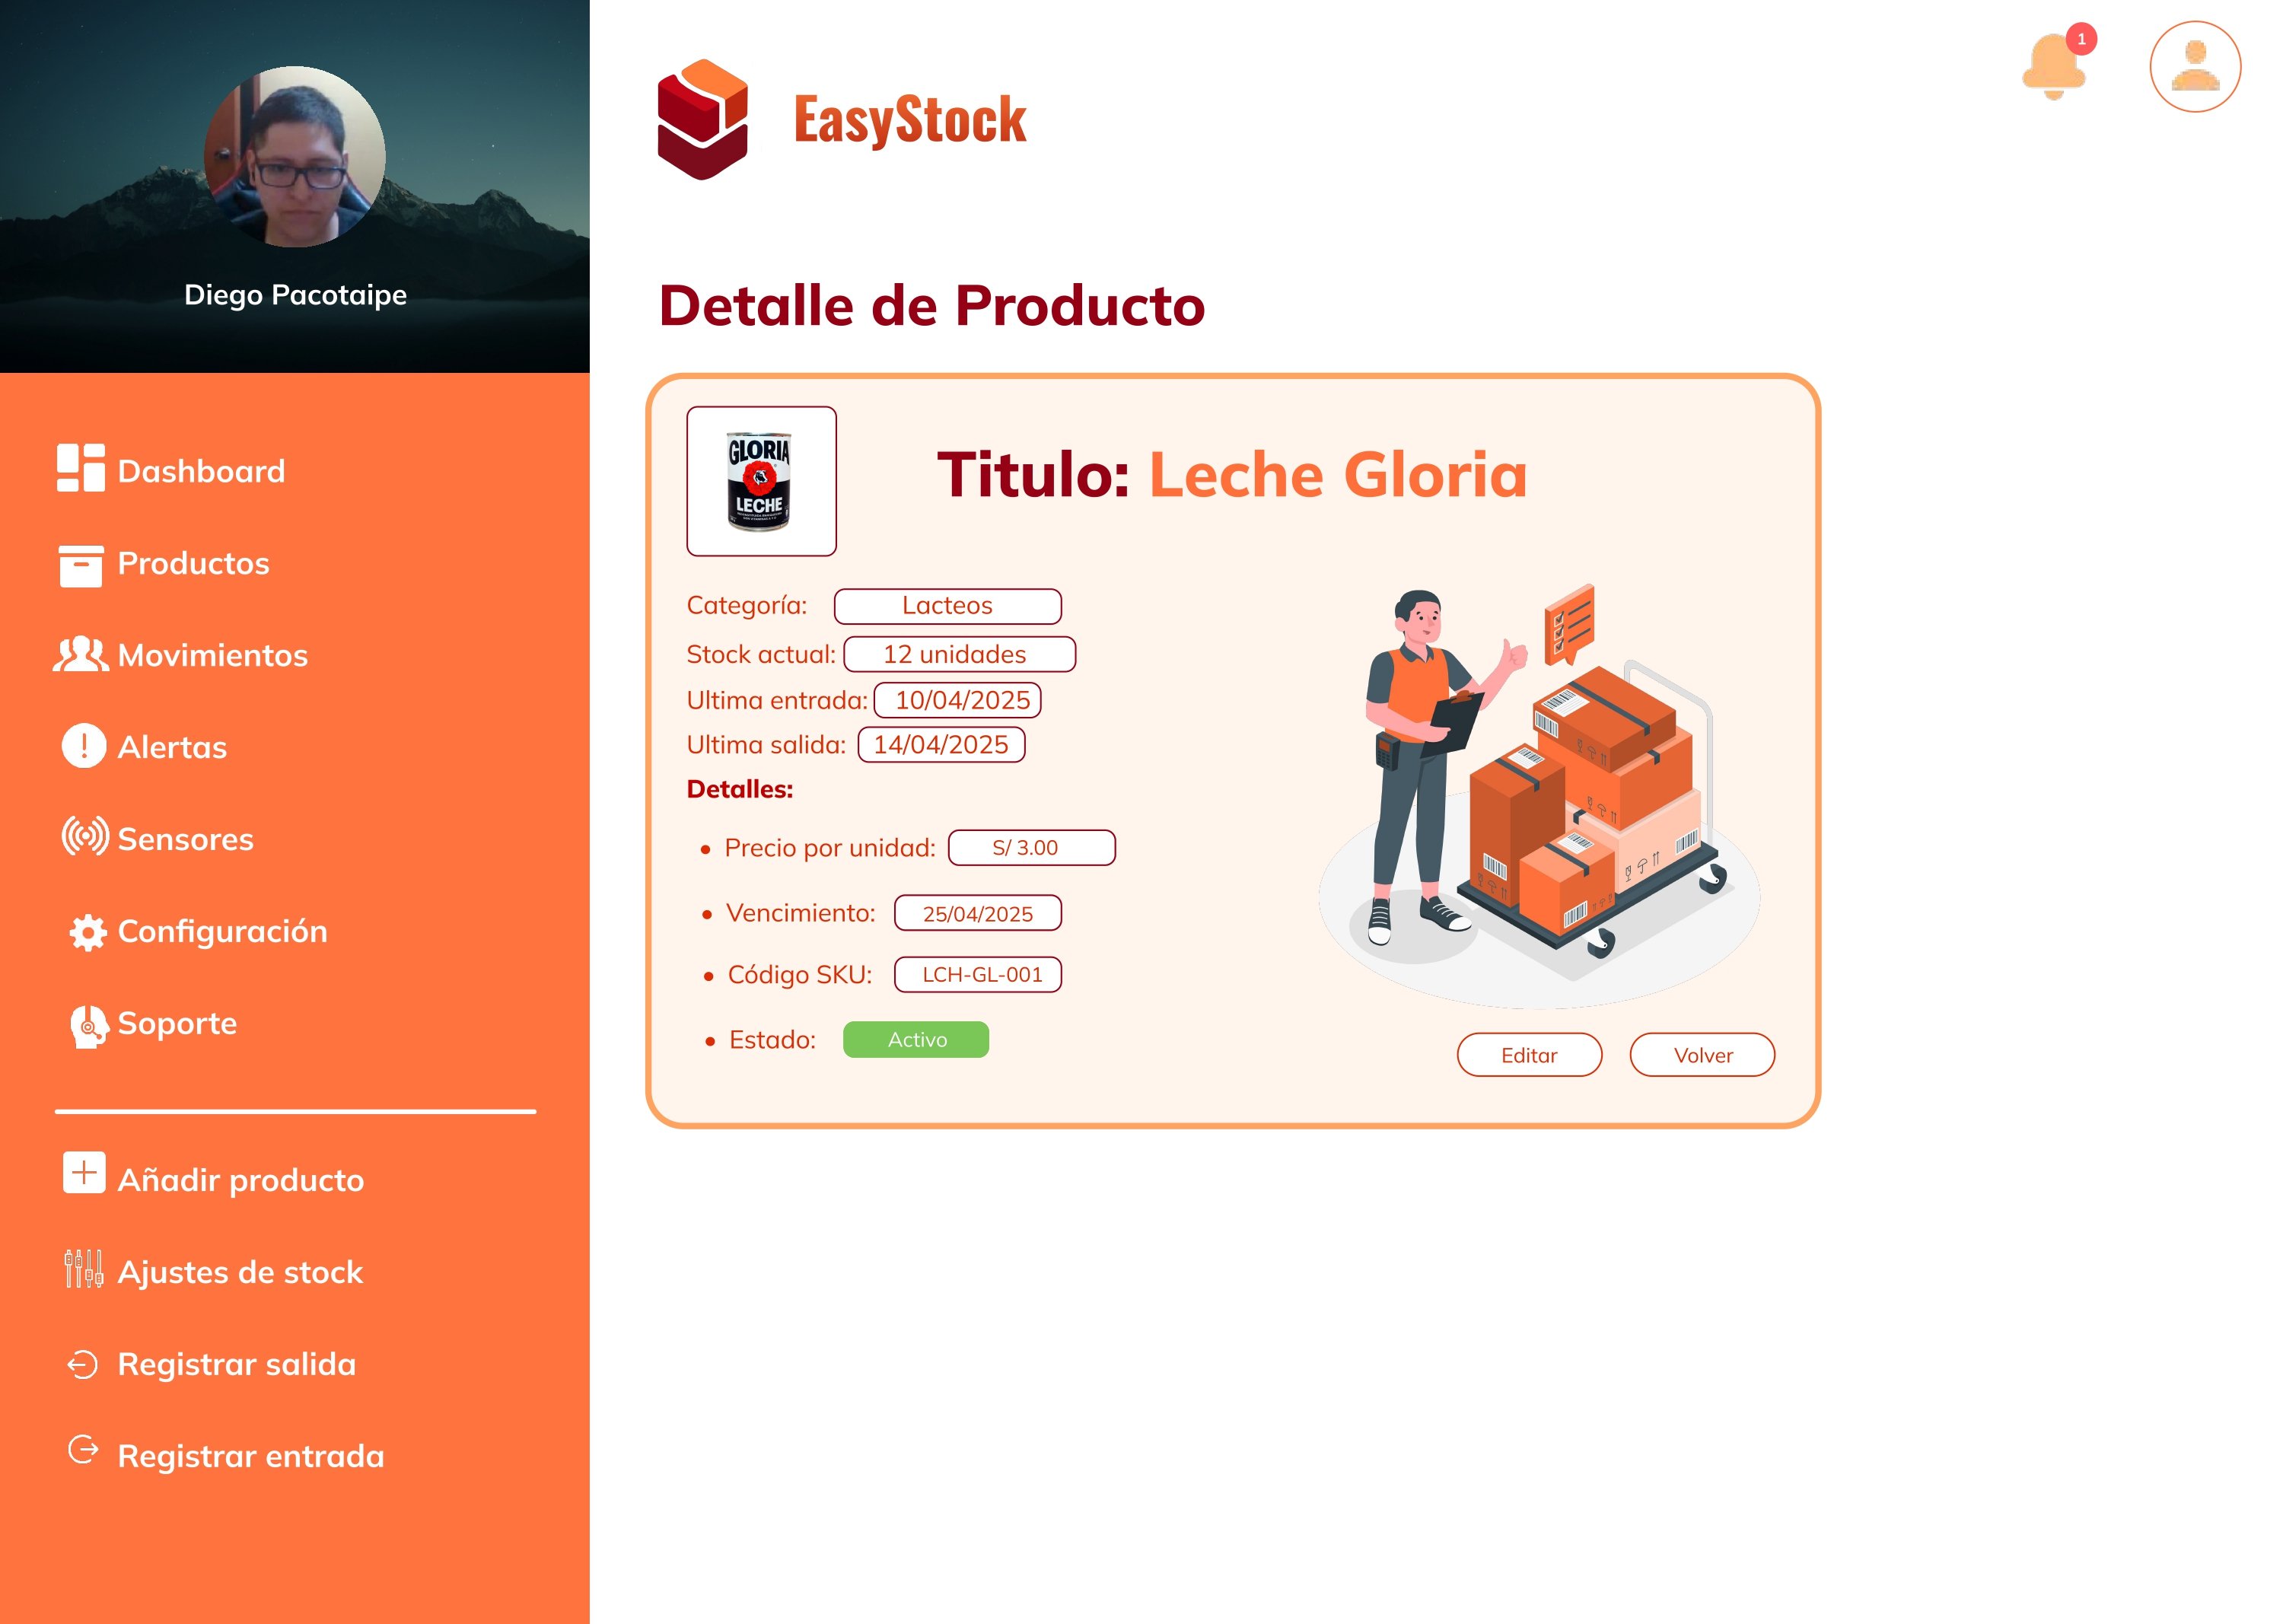 Diego Pacotaipe
Dashboard
Productos
Movimientos
Alertas
Sensores
Configuración
Soporte
Añadir producto
Ajustes de stock
Registrar salida
Registrar entrada
1
EasyStock
Detalle de Producto
GLORIA
LECHE
Titulo: Leche Gloria
Categoría: Lacteos
Stock actual: 12 unidades
Ultima entrada: 10/04/2025
Ultima salida: 14/04/2025
Detalles:
• Precio por unidad: S/ 3.00
• Vencimiento: 25/04/2025
• Código SKU: LCH-GL-001
• Estado: Activo
Editar Volver